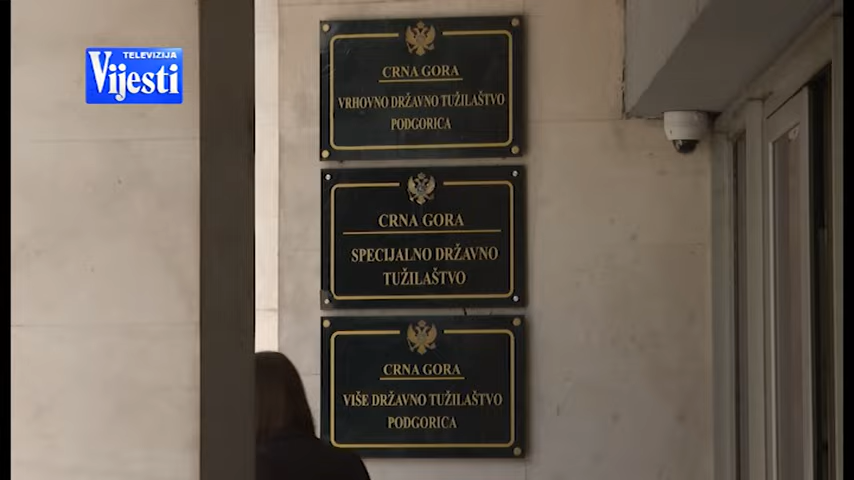 TELEVIZIJA
Vijesti
CRNA GORA
VRHOVNO DRŽAVNO TUŽILAŠTVO
PODGORICA
CRNA GORA
SPECIJALNO DRŽAVNO
TUŽILAŠTVO
CRNA GORA
VIŠE DRŽAVNO TUŽILAŠTVO
PODGORICA